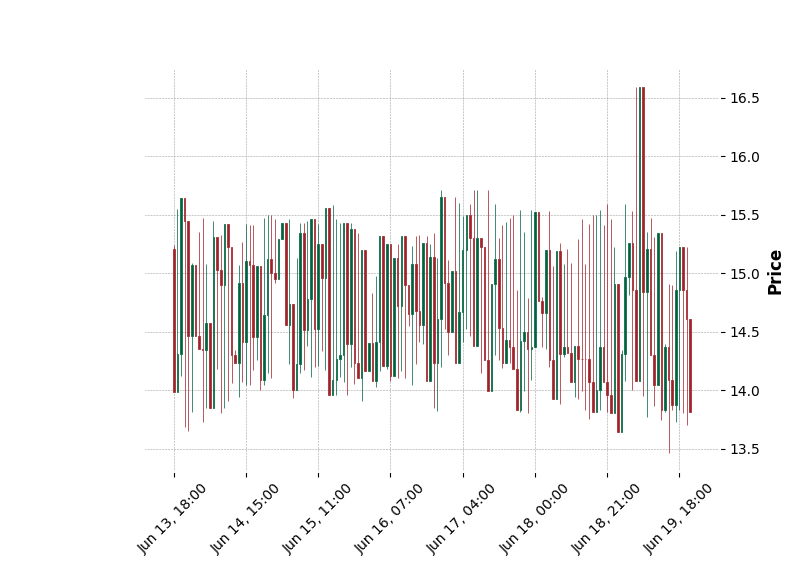 16.5
16.0
15.5
15.0
14.5
14.0
13.5
Price
Jun 13, 18:00
Jun 14, 15:00
Jun 15, 11:00
Jun 16, 07:00
Jun 17, 04:00
Jun 18, 00:00
Jun 18, 21:00
Jun 19, 18:00